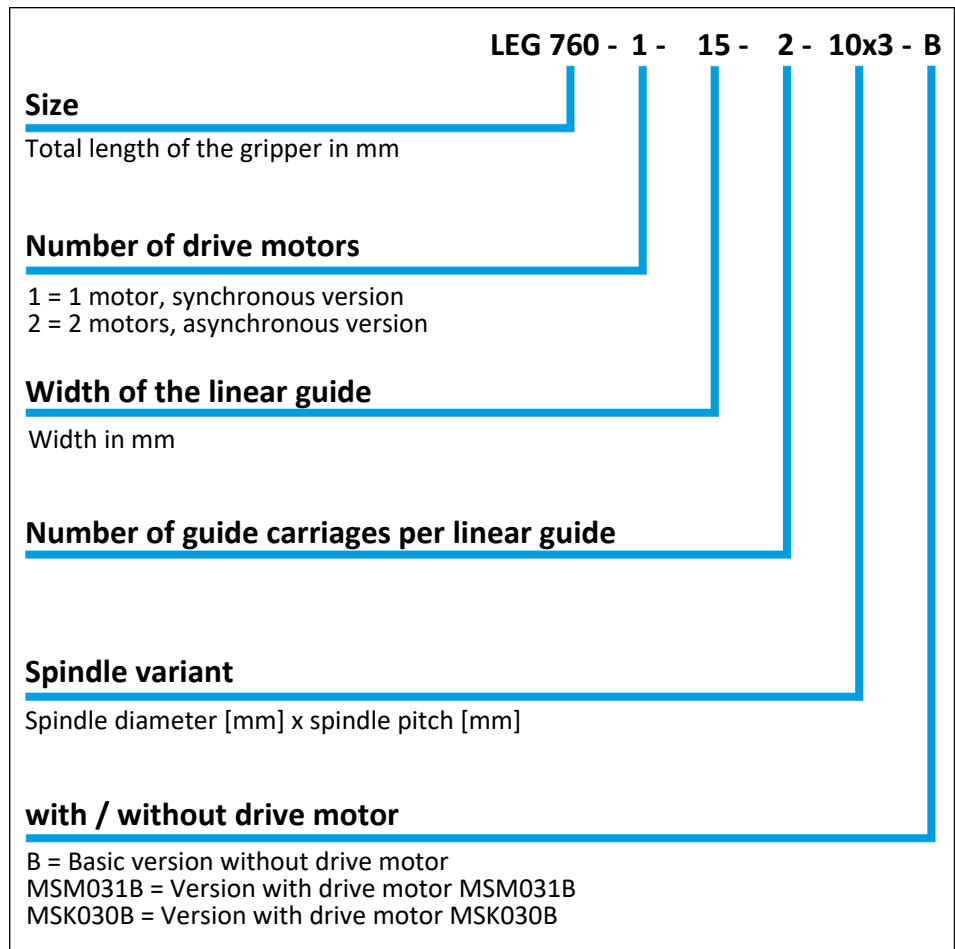 LEG 760 - 1 - 15 - 2 - 10x3 - B
Size
Total length of the gripper in mm
Number of drive motors
1 = 1 motor, synchronous version
2 = 2 motors, asynchronous version
Width of the linear guide
Width in mm
Number of guide carriages per linear guide
Spindle variant
Spindle diameter [mm] x spindle pitch [mm]
with / without drive motor
B = Basic version without drive motor
MSM031B = Version with drive motor MSM031B
MSK030B = Version with drive motor MSK030B